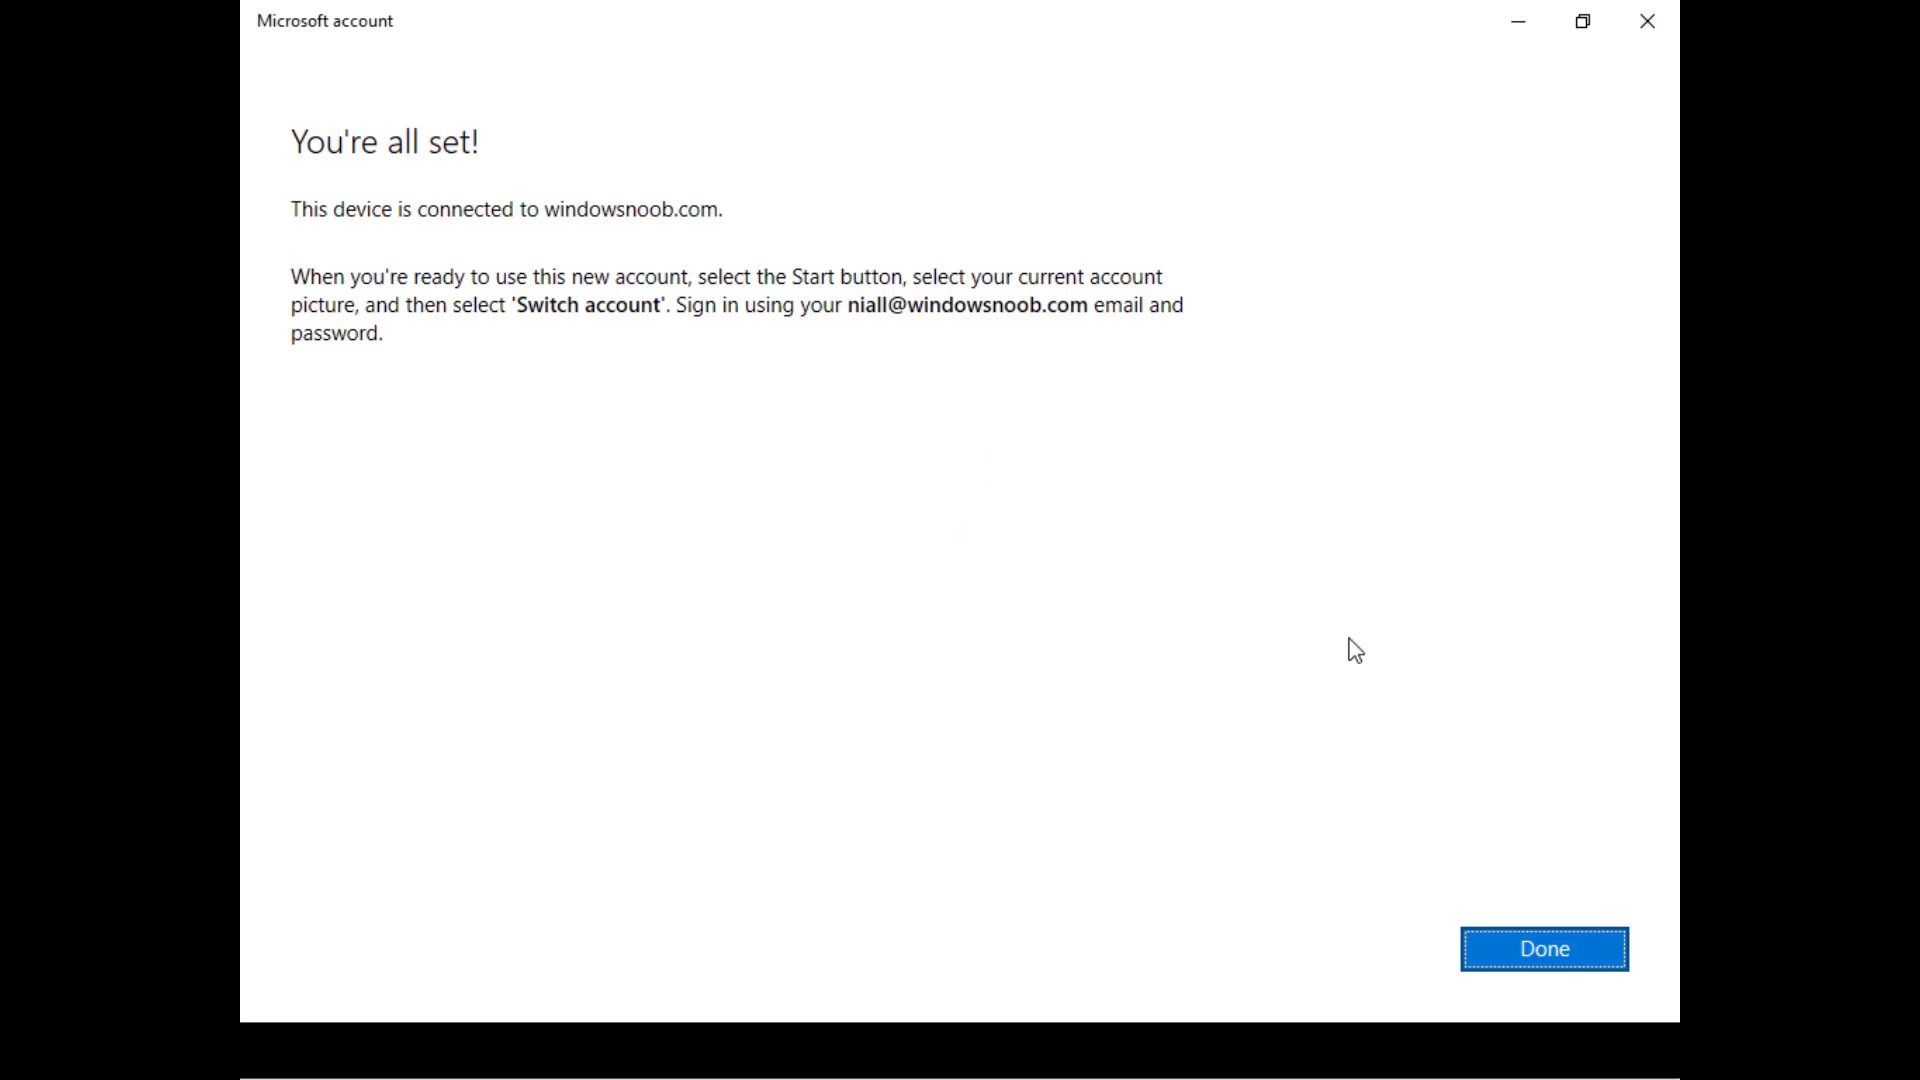 Microsoft account
You're all set!
This device is connected to windowsnoob.com.
When you're ready to use this new account, select the Start button, select your current account
picture, and then select 'Switch account'. Sign in using your niall@windowsnoob.com email and
password.
Done